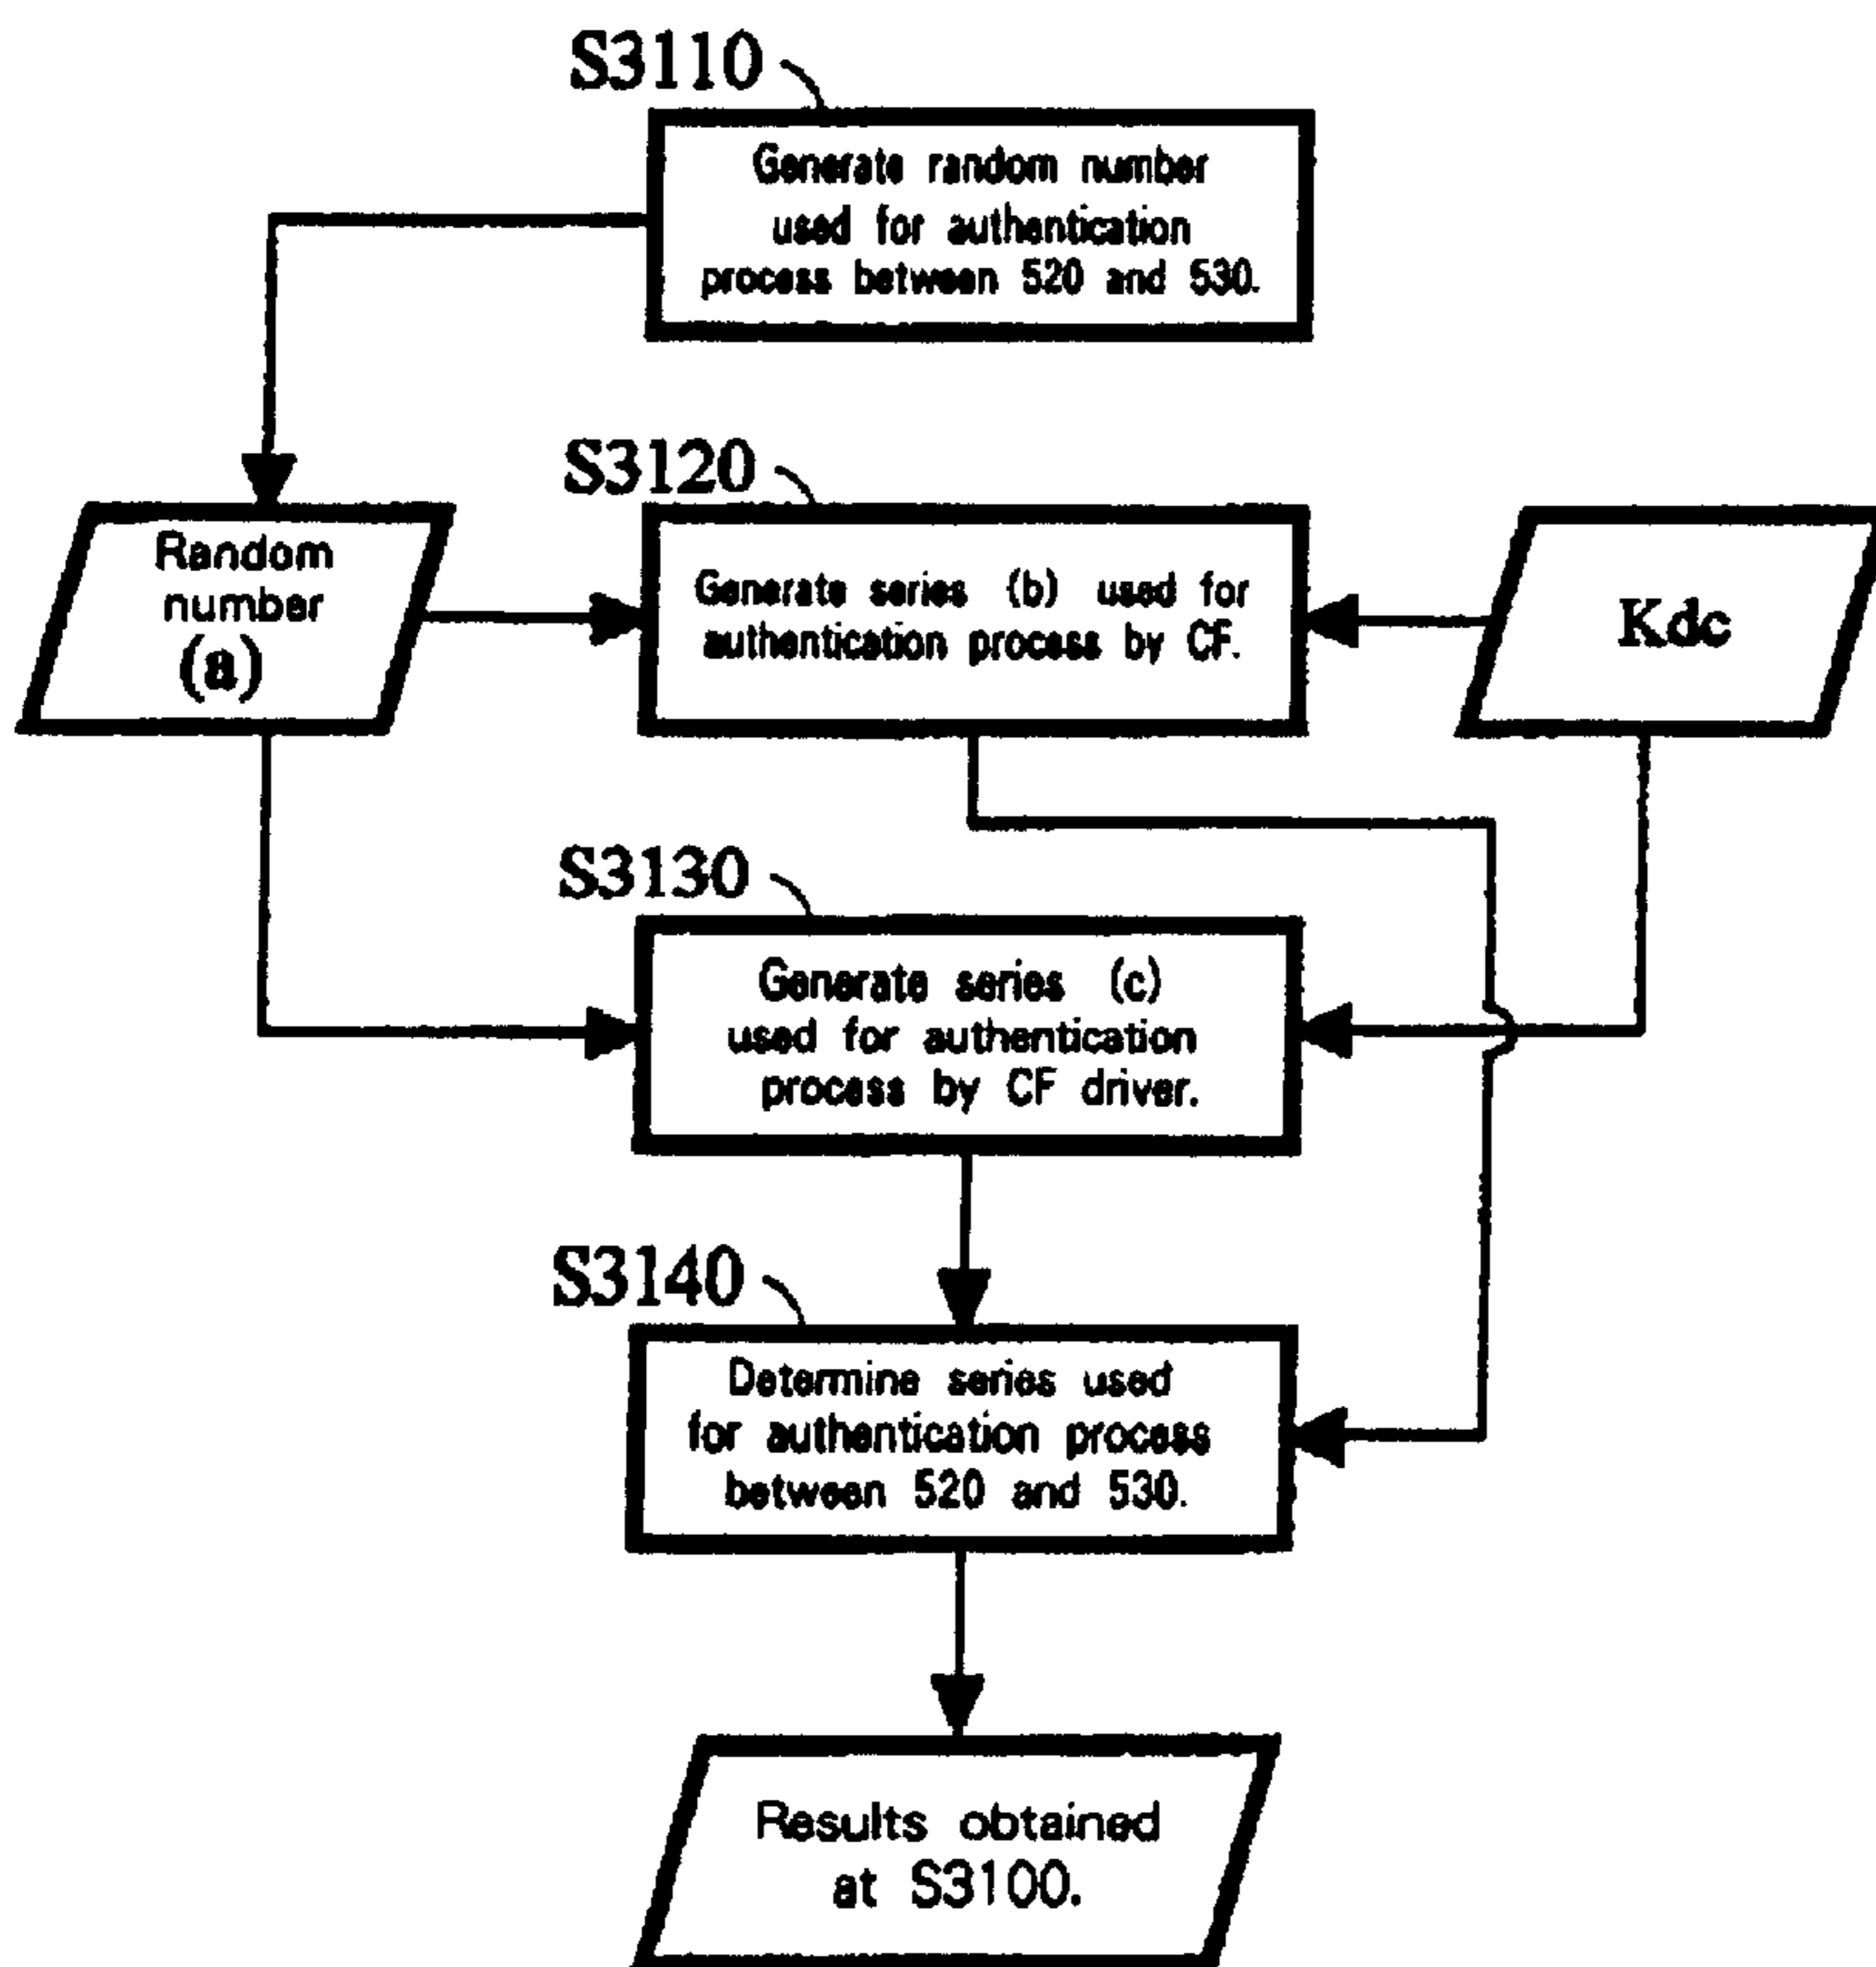 S3110
Generate random number
used for authentication
process between 520 and 530.
S3120
Random
number
(a)
Generate series (b) used for
authentication process by CF.
Kdc
S3130
Generate series (c)
used for authentication
process by CF driver.
S3140
Determine series used
for authentication process
between 520 and 530.
Results obtained
at S3100.